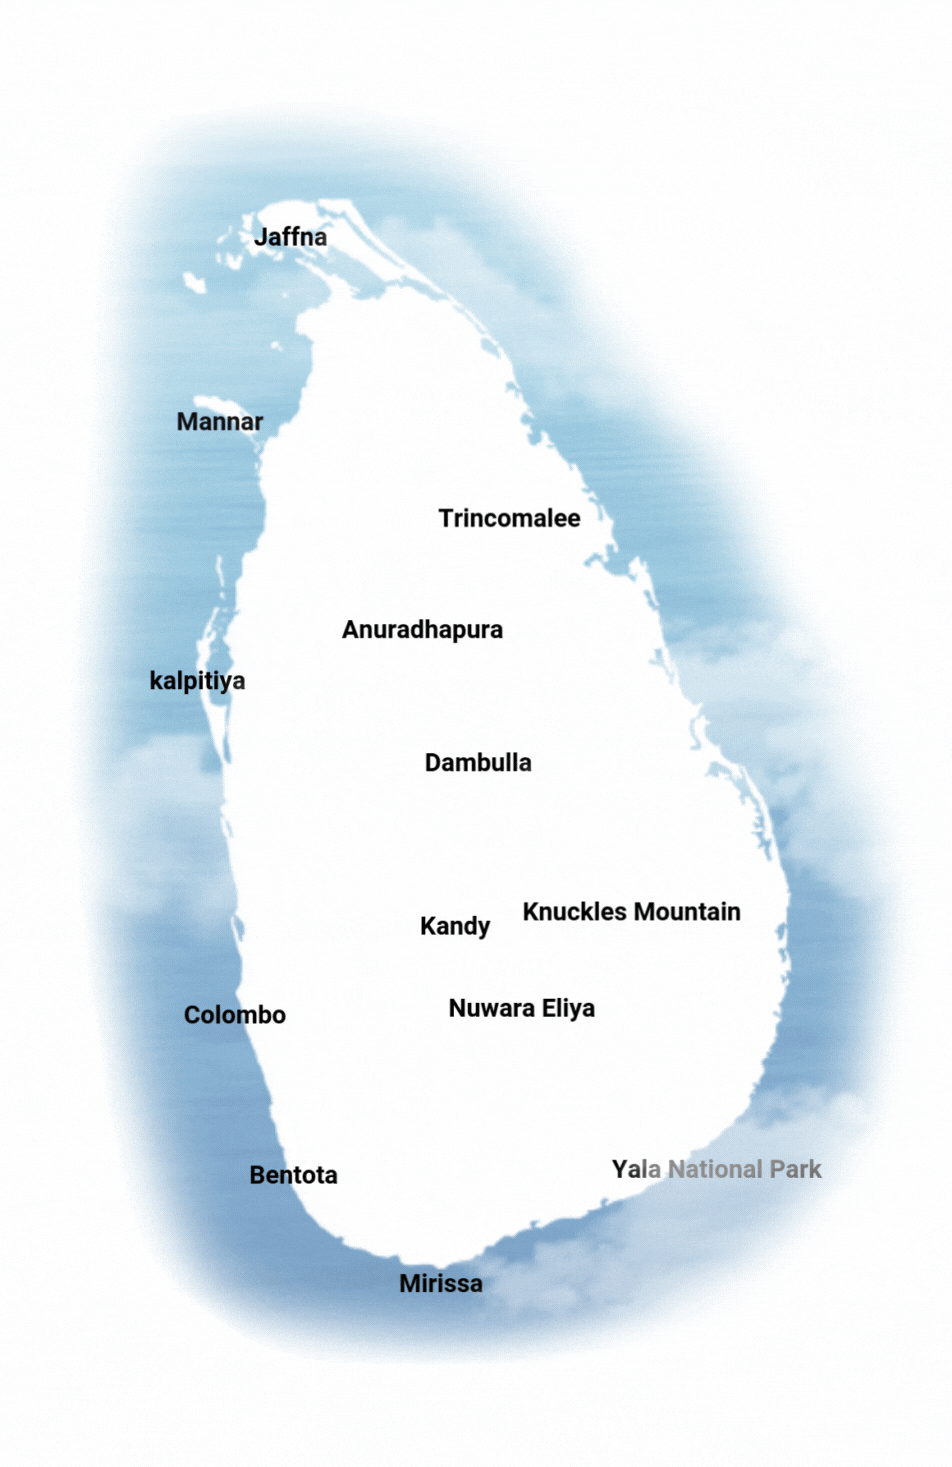 Jaffna
Mannar
Trincomalee
Anuradhapura
kalpitiya
Dambulla
Knuckles Mountain
Kandy
Nuwara Eliya
Colombo
Yala National Park
Bentota
Mirissa